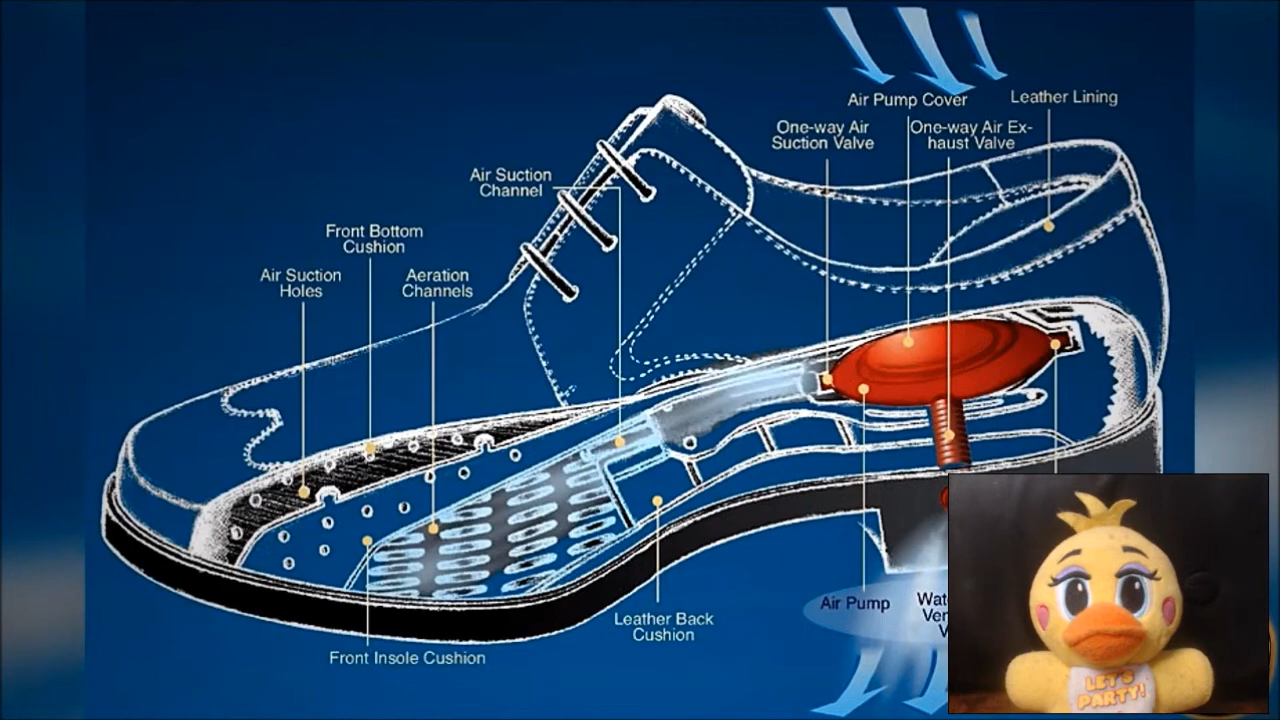 Air Pump Cover
Leather Lining
One-way Air
Suction Valve
One-way Air Ex-
haust Valve
Air Suction
Channel
Front Bottom
Cushion
Air Suction
Holes
Aeration
Channels
Air Pump
Leather Back
Cushion
Front Insole Cushion
LET'S
PARTY!